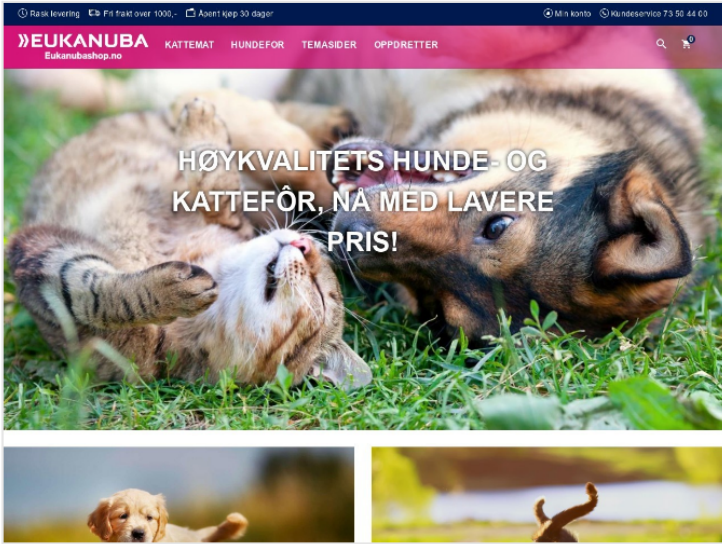 Rask levering Fri frakt over 1000,- Åpent kjøp 30 dager Min konto Kundeservice 73 50 44 00
EUKANUBA KATTEMAT HUNDEFOR TEMASIDER OPPDRETTER 0
Eukanubashop.no
HØYKVALITETS HUNDE- OG
KATTEFÔR, NÅ MED LAVERE
PRIS!